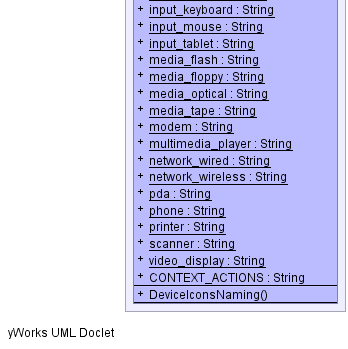 + input_keyboard : String
+ input_mouse : String
+ input_tablet : String
+ media_flash : String
+ media_floppy : String
+ media_optical : String
+ media_tape : String
+ modem : String
+ multimedia_player : String
+ network_wired : String
+ network_wireless : String
+ pda : String
+ phone : String
+ printer : String
+ scanner : String
+ video_display : String
+ CONTEXT_ACTIONS : String
+ DeviceIconsNaming()
yWorks UML Doclet